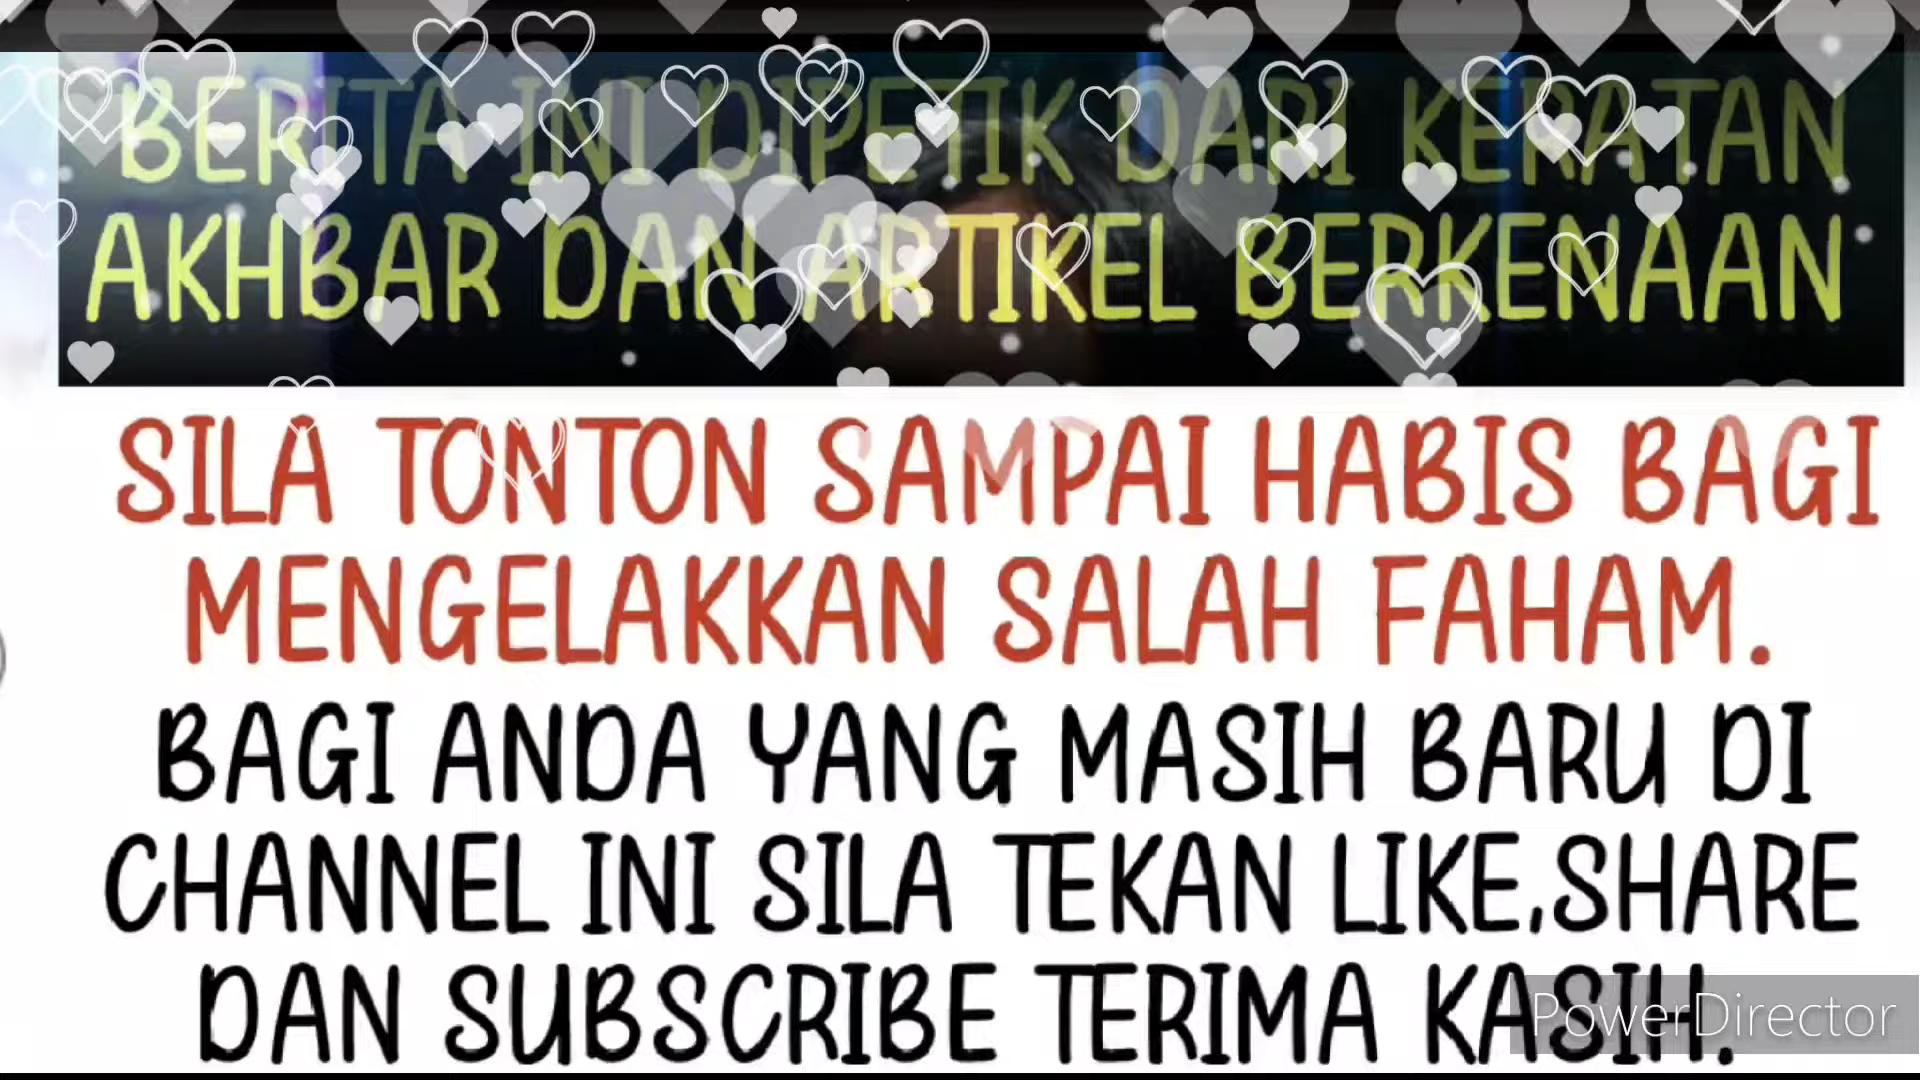 BERITA INI DIPETIK DARI KERATAN
AKHBAR DAN ARTIKEL BERKENAAN
SILA TONTON SAMPAI HABIS BAGI
MENGELAKKAN SALAH FAHAM.
BAGI ANDA YANG MASIH BARU DI
CHANNEL INI SILA TEKAN LIKE,SHARE
DAN SUBSCRIBE TERIMA KASIH.
PowerDirector